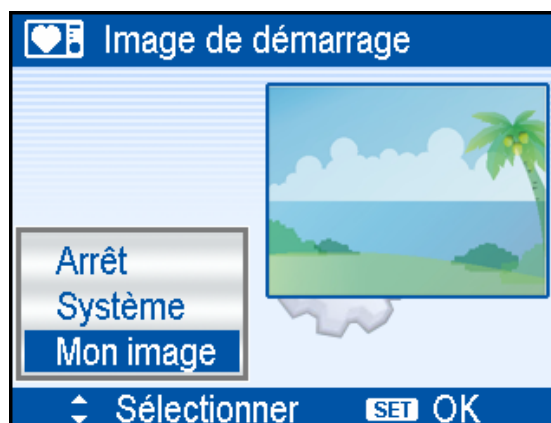 Image de démarrage
Arrêt
Système
Mon image
Sélectionner SET OK